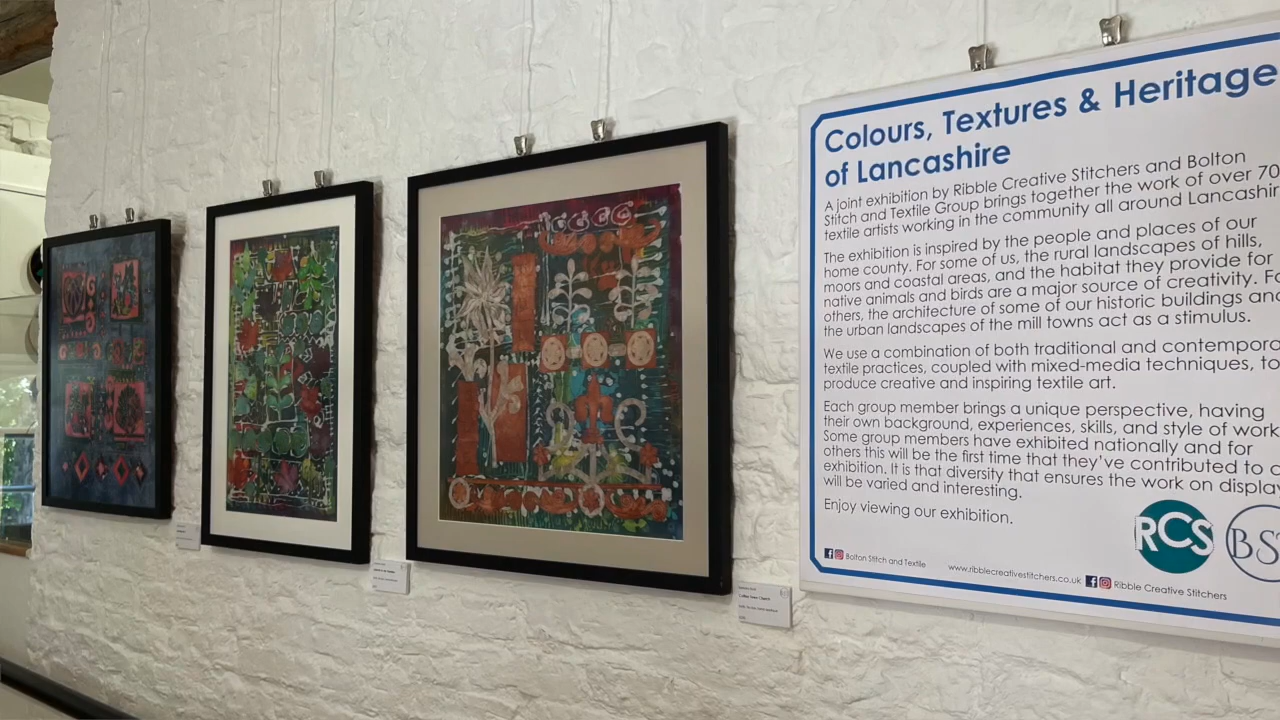 Colours, Textures & Heritage
of Lancashire
A joint exhibition by Ribble Creative Stitchers and Bolton
Stitch and Textile Group brings together the work of over 70
textile artists working in the community all around Lancashir
The exhibition is inspired by the people and places of our
home county. For some of us, the rural landscapes of hills,
moors and coastal areas, and the habitat they provide for
native animals and birds are a major source of creativity. Fo
others, the architecture of some of our historic buildings and
the urban landscapes of the mill towns act as a stimulus.
We use a combination of both traditional and contempora
textile practices, coupled with mixed-media techniques, to
produce creative and inspiring textile art.
Each group member brings a unique perspective, having
their own background, experiences, skills, and style of work
Some group members have exhibited nationally and for
others this will be the first time that they've contributed to a
exhibition. It is that diversity that ensures the work on display
will be varied and interesting.
Enjoy viewing our exhibition.
RCS
BS
Bolton Stitch and Textile
www.ribblecreativestitchers.co.uk
Ribble Creative Stitchers